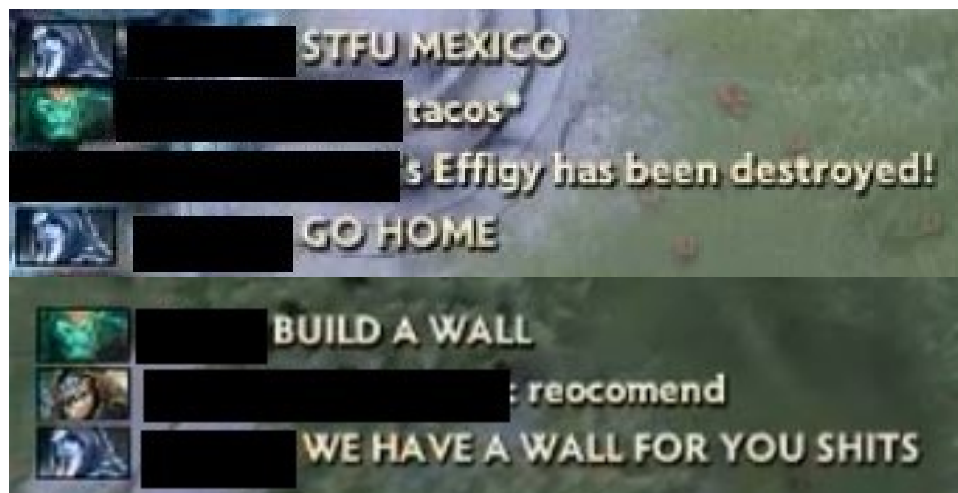 STFU MEXICO
tacos*
's Effigy has been destroyed!
GO HOME
BUILD A WALL
: reocomend
WE HAVE A WALL FOR YOU SHITS